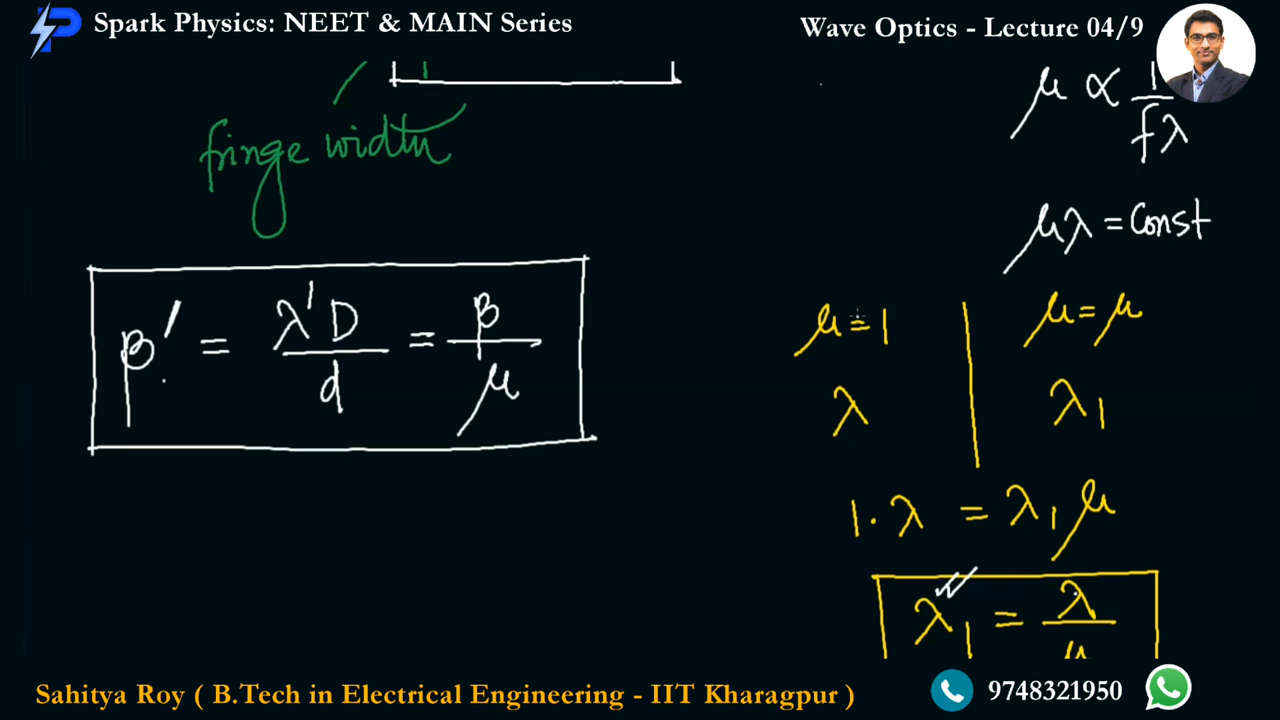 Spark Physics: NEET & MAIN Series
Wave Optics - Lecture 04/9
fringe width
β' = λ'D/d = β/μ
μ ∝ 1/fλ
μλ = Const
μ = 1 | μ = μ
λ | λ₁
1·λ = λ₁μ
λ₁ = λ/μ
Sahitya Roy ( B.Tech in Electrical Engineering - IIT Kharagpur )
9748321950